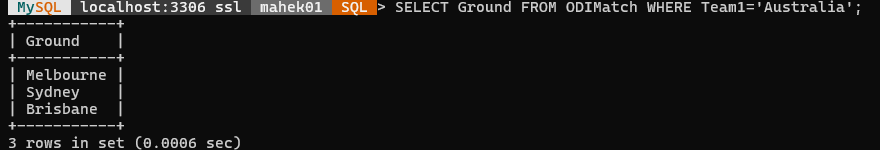 MySQL localhost:3306 ssl mahek01 SQL > SELECT Ground FROM ODIMatch WHERE Team1='Australia';
+-----------+
| Ground    |
+-----------+
| Melbourne |
| Sydney    |
| Brisbane  |
+-----------+
3 rows in set (0.0006 sec)